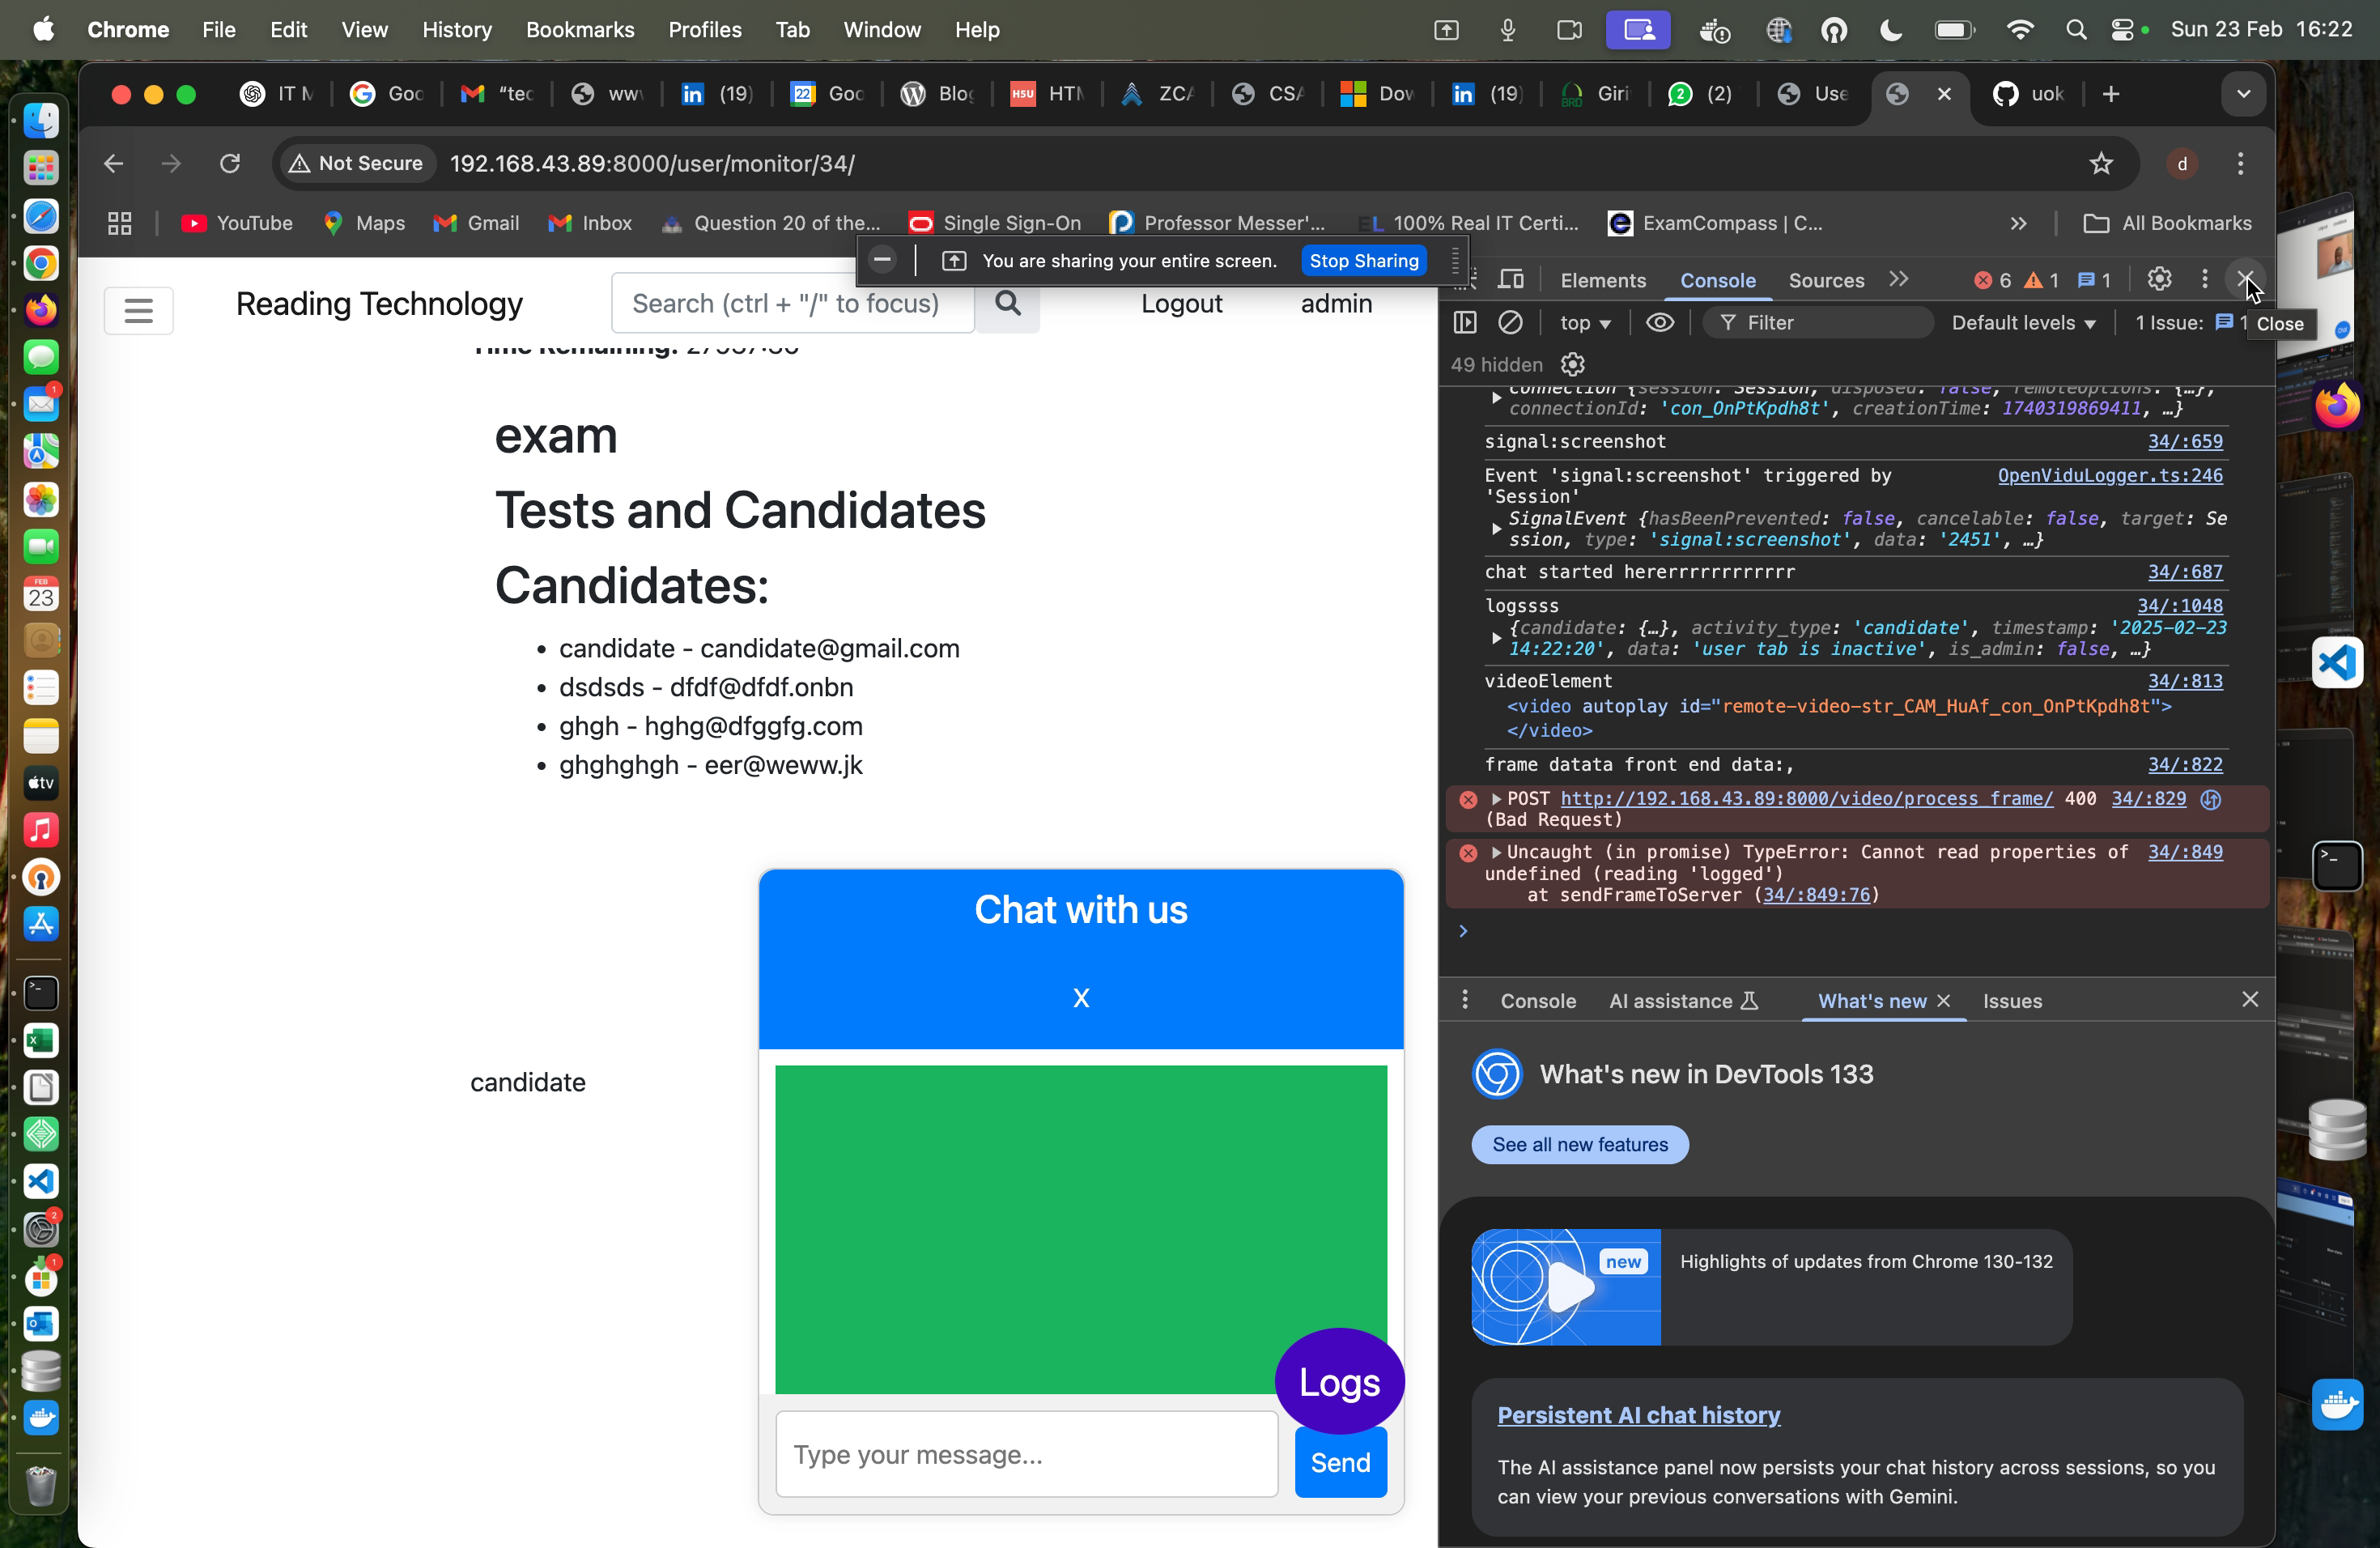 Chrome File Edit View History Bookmarks Profiles Tab Window Help Sun 23 Feb 16:22
IT M Goo "tec ww (19) 22 Goo Blog HSU HTM ZCA CSA Dow (19) BRD Giri 2 (2) Use uok
Not Secure 192.168.43.89:8000/user/monitor/34/ d
YouTube Maps Gmail Inbox Question 20 of the... Single Sign-On Professor Messer'... EL 100% Real IT Certi... ExamCompass | C... All Bookmarks
You are sharing your entire screen. Stop Sharing
Reading Technology Search (ctrl + "/" to focus) Logout admin
Time Remaining:
exam
Tests and Candidates
Candidates:
• candidate - candidate@gmail.com
• dsdsds - dfdf@dfdf.onbn
• ghgh - hghg@dfggfg.com
• ghghghgh - eer@weww.jk
candidate
Chat with us
X
Logs
Type your message... Send
Elements Console Sources 6 1 1
top Filter Default levels 1 Issue: 1 Close
49 hidden
connection {session: Session, disposed: false, remoteOptions: {…},
connectionId: 'con_OnPtKpdh8t', creationTime: 1740319869411, …}
signal:screenshot 34/:659
Event 'signal:screenshot' triggered by OpenViduLogger.ts:246
'Session'
SignalEvent {hasBeenPrevented: false, cancelable: false, target: Se
ssion, type: 'signal:screenshot', data: '2451', …}
chat started hererrrrrrrrrrrr 34/:687
logssss 34/:1048
{candidate: {…}, activity_type: 'candidate', timestamp: '2025-02-23
14:22:20', data: 'user tab is inactive', is_admin: false, …}
videoElement 34/:813
<video autoplay id="remote-video-str_CAM_HuAf_con_OnPtKpdh8t">
</video>
frame datata front end data:, 34/:822
POST http://192.168.43.89:8000/video/process_frame/ 400 34/:829
(Bad Request)
Uncaught (in promise) TypeError: Cannot read properties of 34/:849
undefined (reading 'logged')
at sendFrameToServer (34/:849:76)
Console AI assistance What's new Issues
What's new in DevTools 133
See all new features
new Highlights of updates from Chrome 130-132
Persistent AI chat history
The AI assistance panel now persists your chat history across sessions, so you
can view your previous conversations with Gemini.
1
FEB
23
tv
2
1